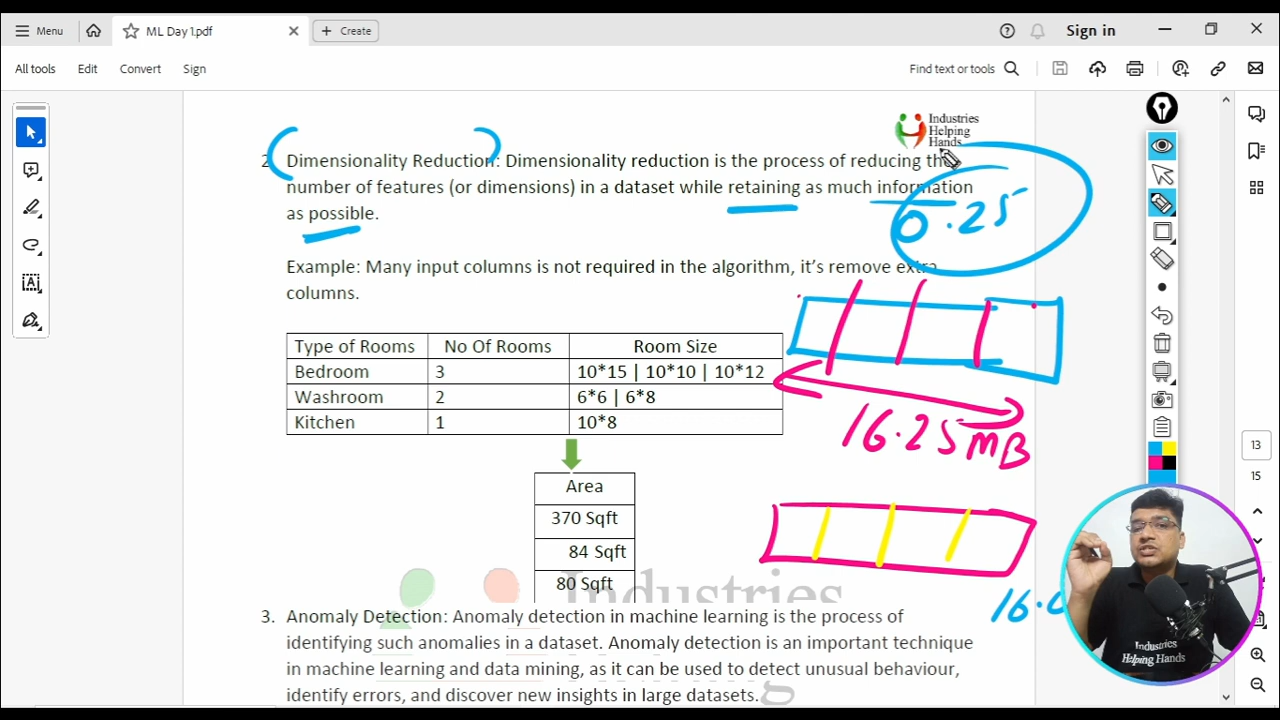 Menu
ML Day 1.pdf
Create
Sign in
All tools
Edit
Convert
Sign
Find text or tools
Industries
Helping
Hands
2. Dimensionality Reduction: Dimensionality reduction is the process of reducing the
number of features (or dimensions) in a dataset while retaining as much information
as possible.
0.25
Example: Many input columns is not required in the algorithm, it's remove extra
columns.
Type of Rooms No Of Rooms Room Size
Bedroom 3 10*15 | 10*10 | 10*12
Washroom 2 6*6 | 6*8
Kitchen 1 10*8
16.25 MB
Area
370 Sqft
84 Sqft
80 Sqft
Industries
3. Anomaly Detection: Anomaly detection in machine learning is the process of
identifying such anomalies in a dataset. Anomaly detection is an important technique
in machine learning and data mining, as it can be used to detect unusual behaviour,
identify errors, and discover new insights in large datasets.
13
15
Industries
Helping Hands